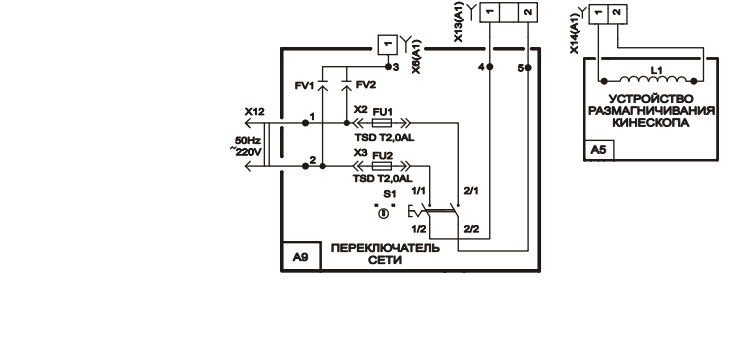 X13(A1)
1
2
X14(A1)
1
2
1
X6(A1)
3
4
5
FV1
FV2
L1
X12
1
X2
FU1
TSD T2,0AL
50Hz
~220V
2
X3
FU2
TSD T2,0AL
S1
" "
1/1
2/1
1/2
2/2
ПЕРЕКЛЮЧАТЕЛЬ
СЕТИ
A9
УСТРОЙСТВО
РАЗМАГНИЧИВАНИЯ
КИНЕСКОПА
A5